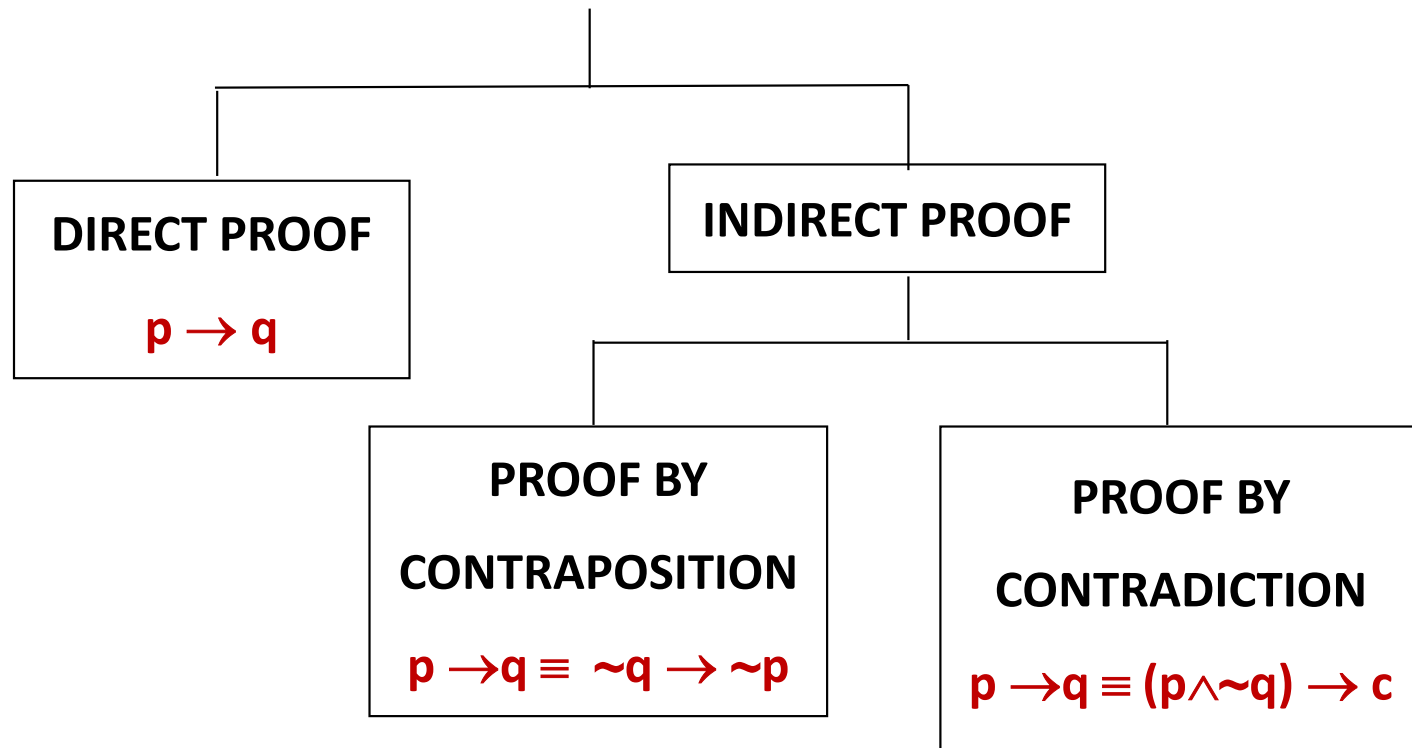 DIRECT PROOF
p → q
INDIRECT PROOF
PROOF BY
CONTRAPOSITION
p →q ≡ ~q → ~p
PROOF BY
CONTRADICTION
p →q ≡ (p∧~q) → c